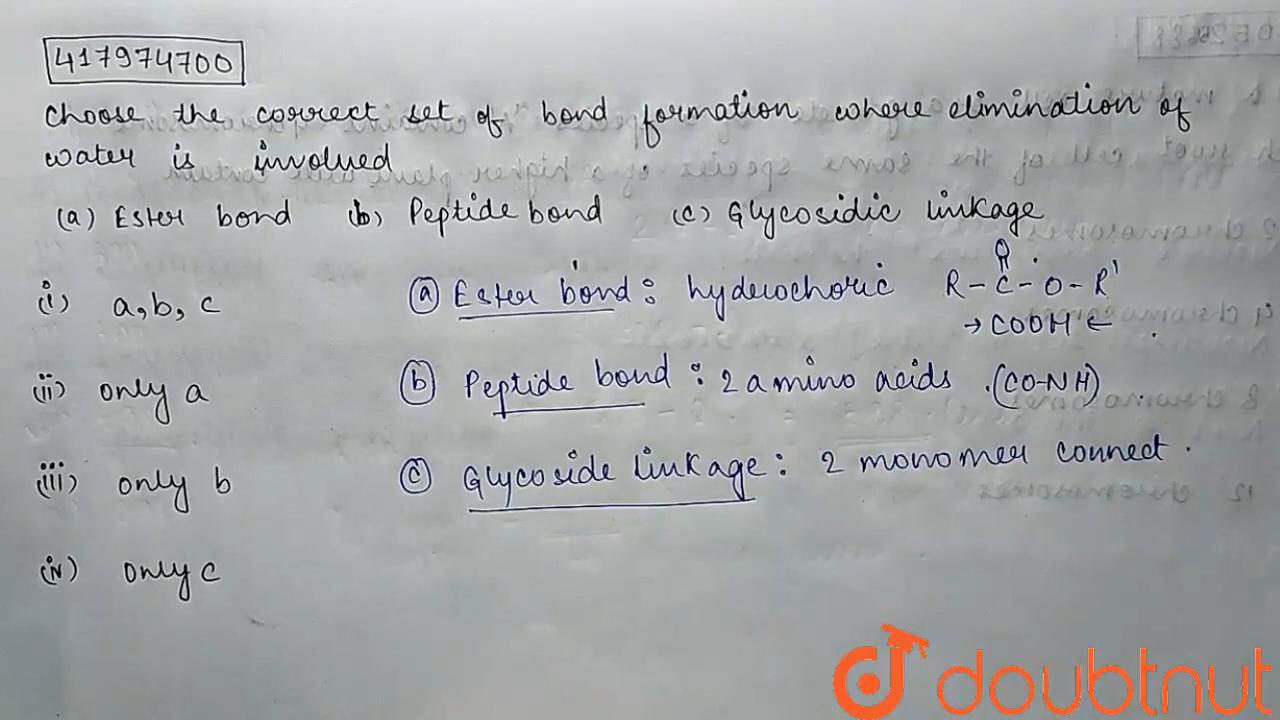 417974700
Choose the correct set of bond formation where elimination of
water is involved
(a) Ester bond (b) Peptide bond (c) Glycosidic linkage
(i) a, b, c
(a) Ester bond : hyderochoric R-C-O-R'
O
→ COOH ←
(ii) only a
(b) Peptide bond : 2 amino acids .(CO-NH)
(iii) only b
(c) Glycoside linkage : 2 monomer connect .
(iv) only c
doubtnut